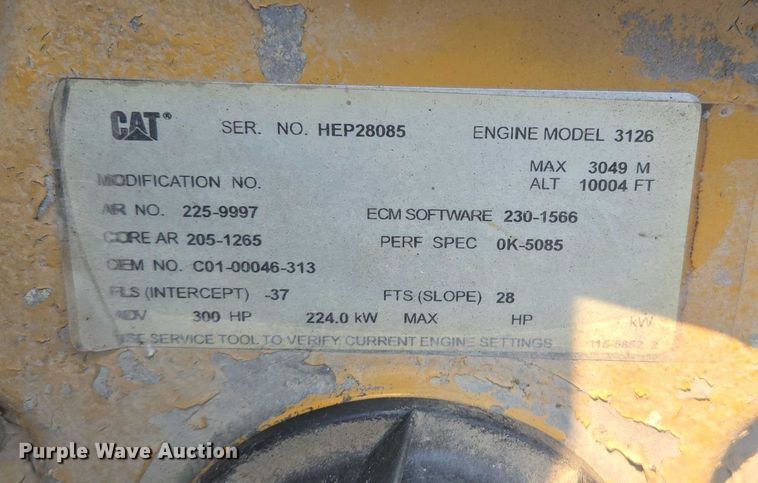 CAT® SER. NO. HEP28085 ENGINE MODEL 3126
MAX 3049 M
MODIFICATION NO. ALT 10004 FT
AR NO. 225-9997 ECM SOFTWARE 230-1566
CORE AR 205-1265 PERF SPEC 0K-5085
OEM NO. C01-00046-313
FLS (INTERCEPT) -37 FTS (SLOPE) 28
ADV 300 HP 224.0 kW MAX HP kW
USE SERVICE TOOL TO VERIFY CURRENT ENGINE SETTINGS
Purple Wave Auction